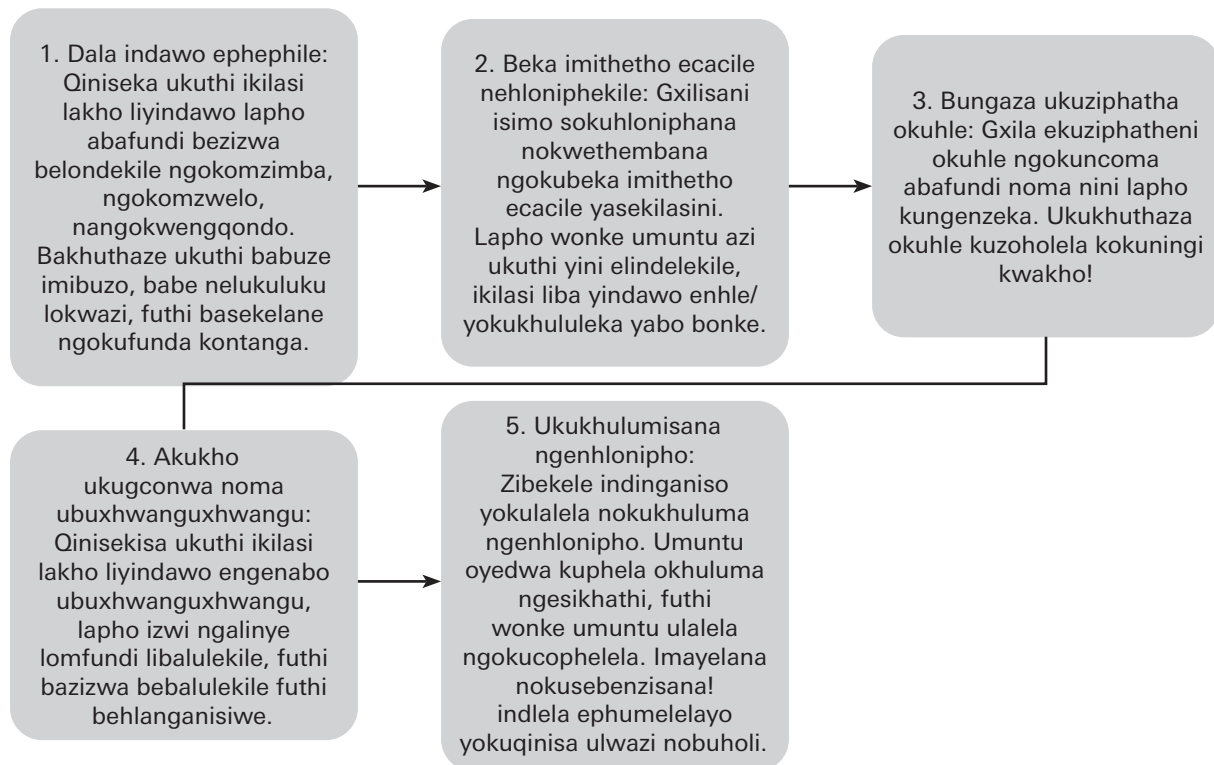 1. Dala indawo ephephile:
Qiniseka ukuthi ikilasi
lakho liyindawo lapho
abafundi bezizwa
belondekile ngokomzimba,
ngokomzwelo,
nangokwengqondo.
Bakhuthaze ukuthi babuze
imibuzo, babe nelukuluku
lokwazi, futhi basekelane
ngokufunda kontanga.
2. Beka imithetho ecacile
nehloniphekile: Gxilisani
isimo sokuhloniphana
nokwethembana
ngokubeka imithetho
ecacile yasekilasini.
Lapho wonke umuntu azi
ukuthi yini elindelekile,
ikilasi liba yindawo enhle/
yokukhululeka yabo bonke.
3. Bungaza ukuziphatha
okuhle: Gxila ekuziphatheni
okuhle ngokuncoma
abafundi noma nini lapho
kungenzeka. Ukukhuthaza
okuhle kuzoholela kokuningi
kwakho!
4. Akukho
ukugconwa noma
ubuxhwanguxhwangu:
Qinisekisa ukuthi ikilasi
lakho liyindawo engenabo
ubuxhwanguxhwangu,
lapho izwi ngalinye
lomfundi libalulekile, futhi
bazizwa bebalulekile futhi
behlanganisiwe.
5. Ukukhulumisana
ngenhlonipho:
Zibekele indinganiso
yokulalela nokukhuluma
ngenhlonipho. Umuntu
oyedwa kuphela okhuluma
ngesikhathi, futhi
wonke umuntu ulalela
ngokucophelela. Imayelana
nokusebenzisana!
indlela ephumelelayo
yokuqinisa ulwazi nobuholi.